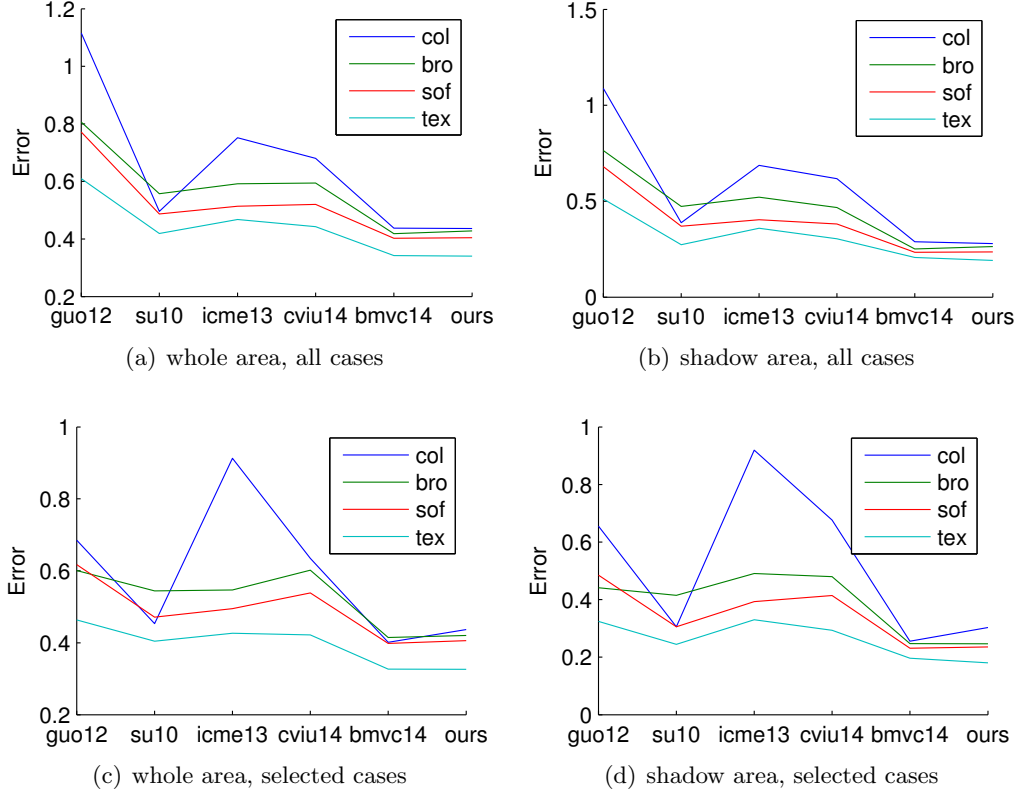 1.2
1
0.8
0.6
0.4
0.2
Error
col
bro
sof
tex
guo12 su10 icme13 cviu14 bmvc14 ours
(a) whole area, all cases
1.5
1
0.5
0
Error
col
bro
sof
tex
guo12 su10 icme13 cviu14 bmvc14 ours
(b) shadow area, all cases
1
0.8
0.6
0.4
0.2
Error
col
bro
sof
tex
guo12 su10 icme13 cviu14 bmvc14 ours
(c) whole area, selected cases
1
0.8
0.6
0.4
0.2
0
Error
col
bro
sof
tex
guo12 su10 icme13 cviu14 bmvc14 ours
(d) shadow area, selected cases